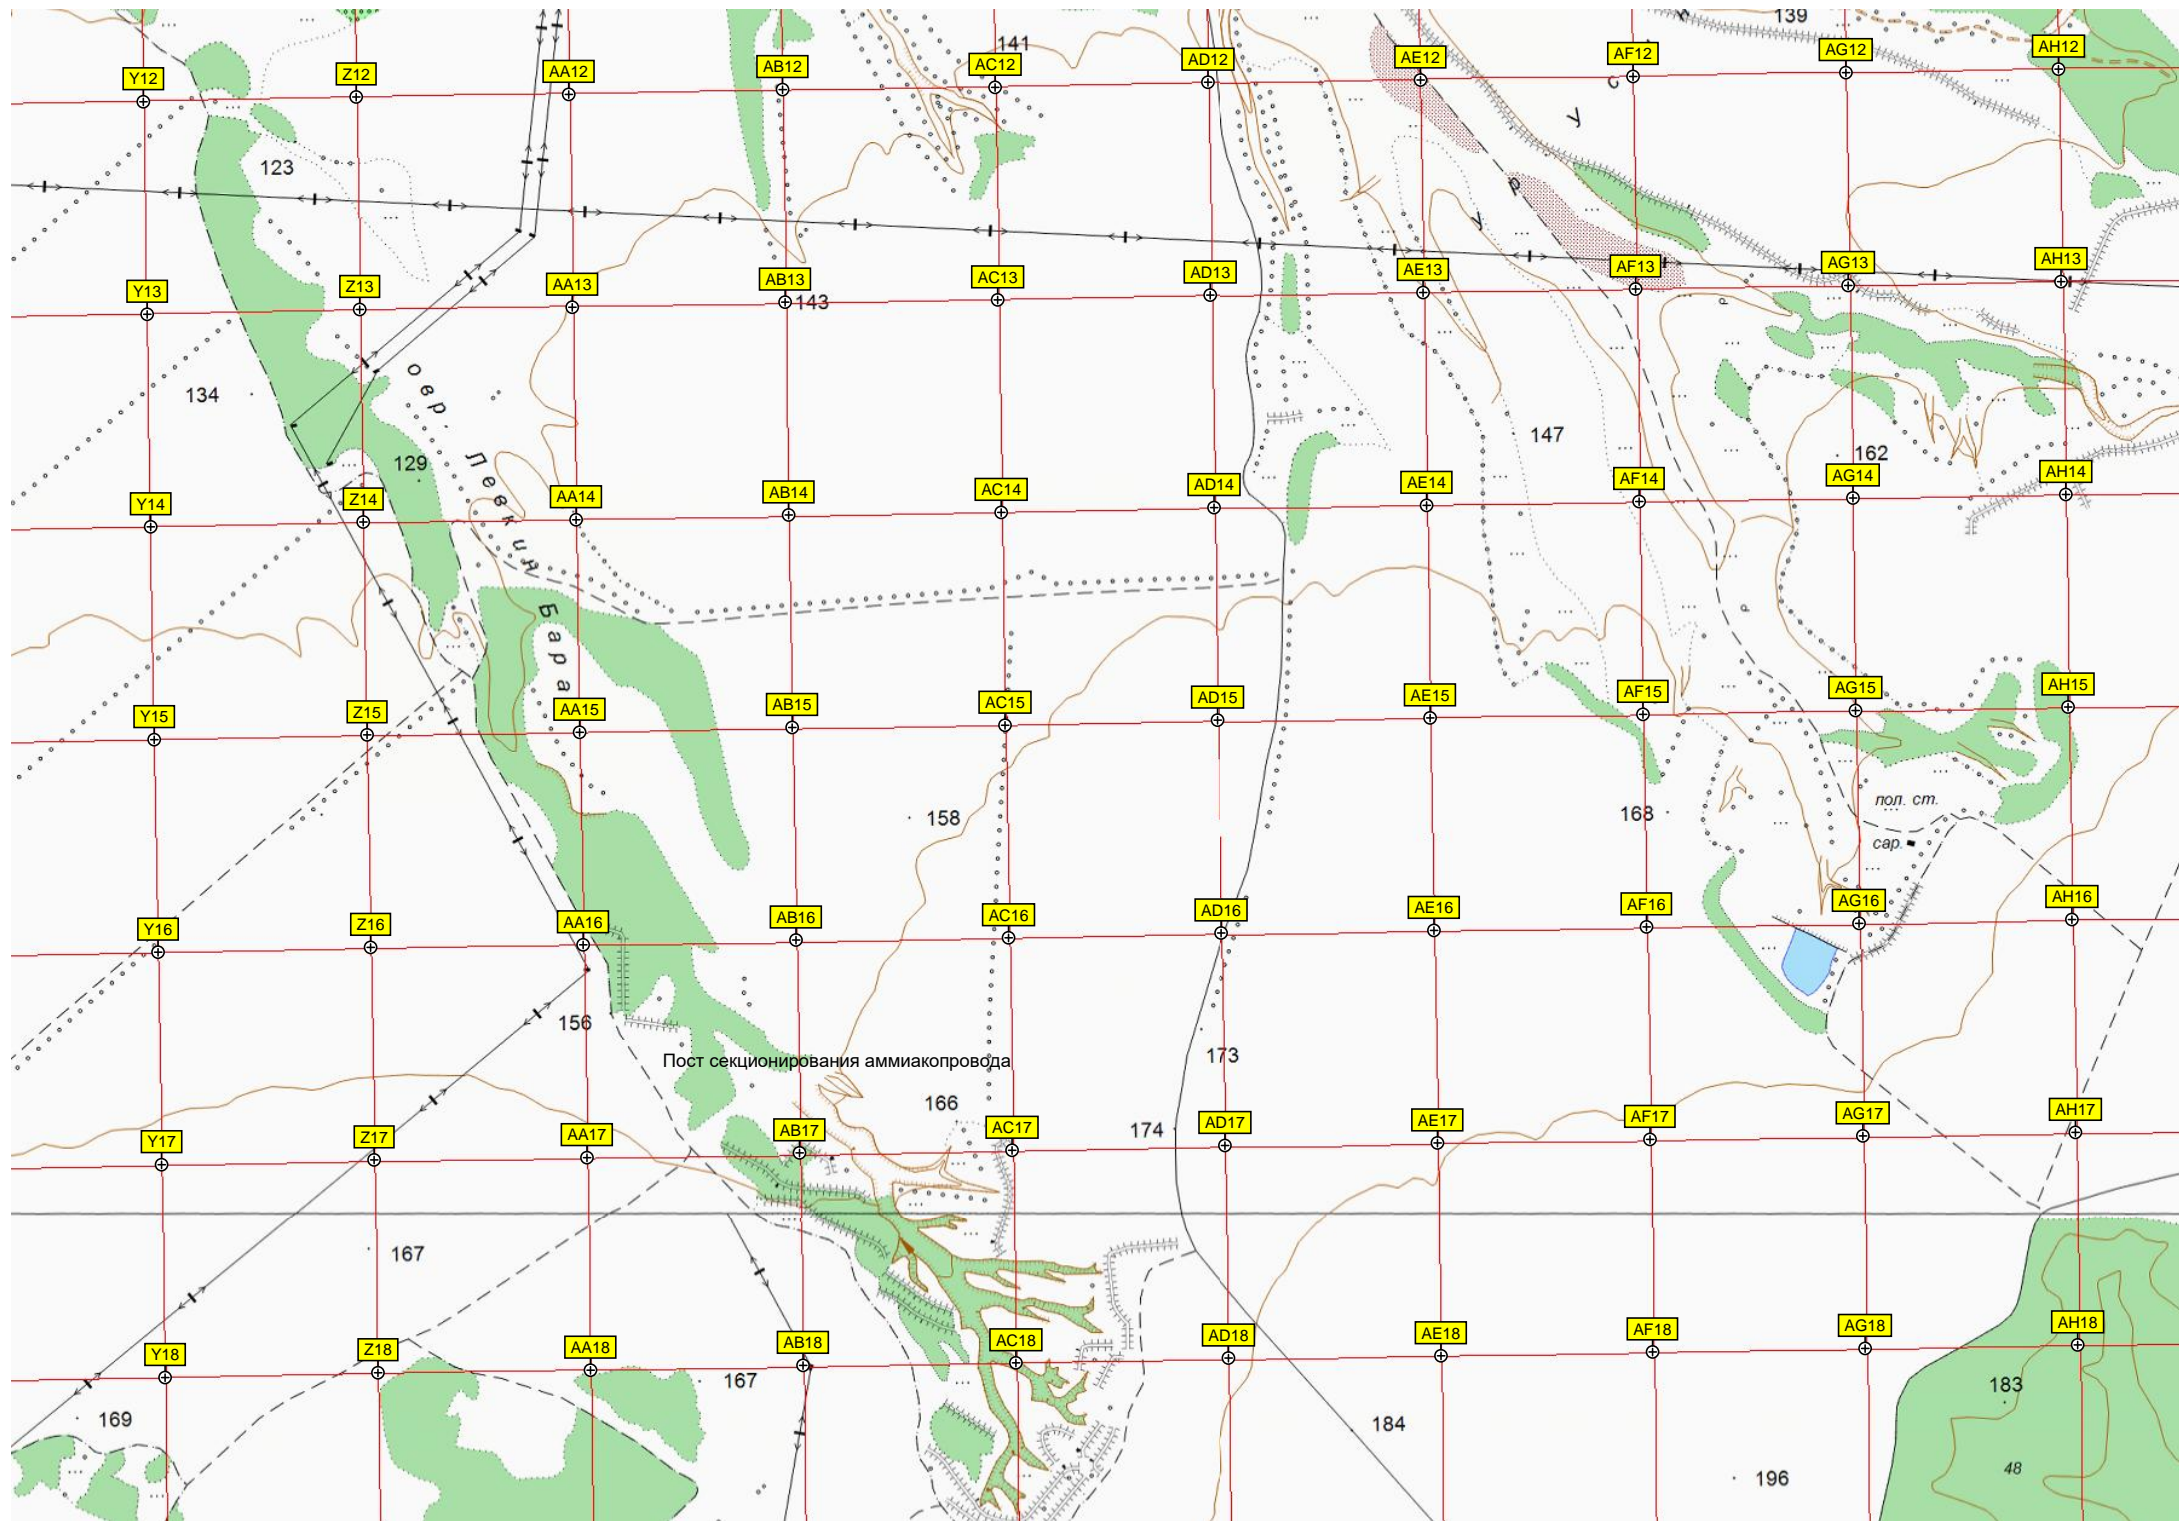 139
141
Y12 Z12 AA12 AB12 AC12 AD12 AE12 AF12 AG12 AH12
у с
123
р у
Y13 Z13 AA13 AB13 AC13 AD13 AE13 AF13 AG13 AH13
143
134
овр. Левкин
147
162
129
Y14 Z14 AA14 AB14 AC14 AD14 AE14 AF14 AG14 AH14
Бара
Y15 Z15 AA15 AB15 AC15 AD15 AE15 AF15 AG15 AH15
пол. ст.
158
168
сар.
Y16 Z16 AA16 AB16 AC16 AD16 AE16 AF16 AG16 AH16
156
Пост секционирования аммиакопровода
173
166
174
Y17 Z17 AA17 AB17 AC17 AD17 AE17 AF17 AG17 AH17
167
Y18 Z18 AA18 AB18 AC18 AD18 AE18 AF18 AG18 AH18
167
183
169
184
48
196